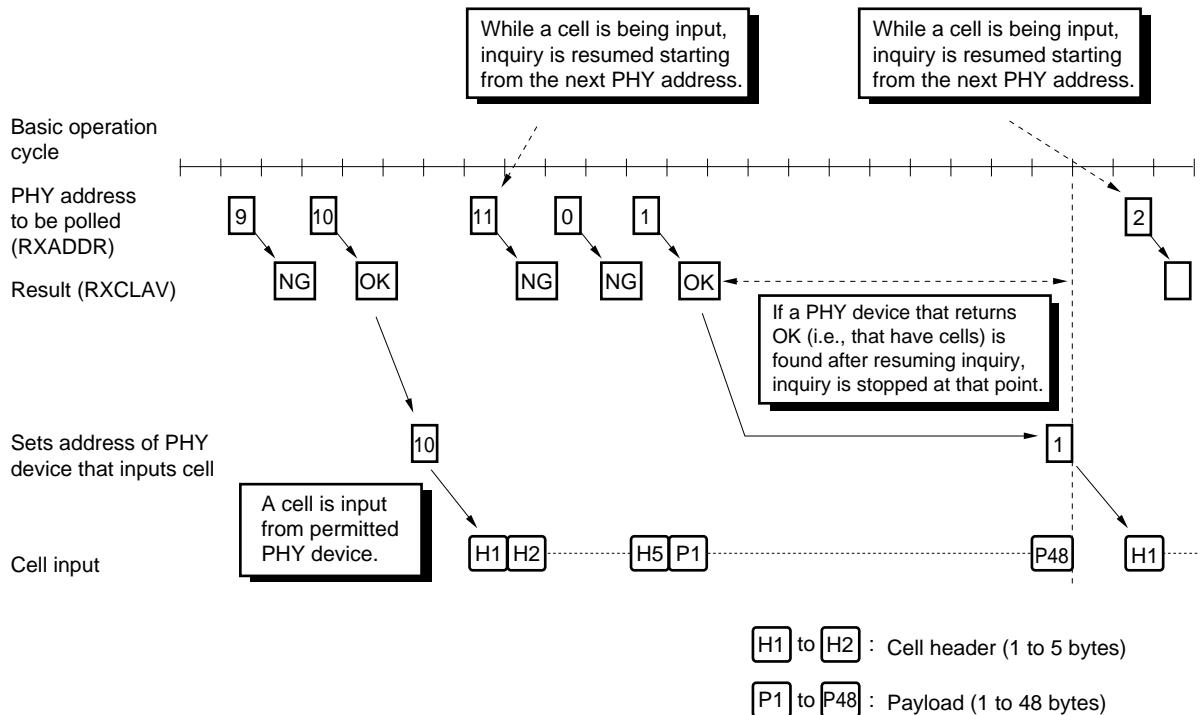 While a cell is being input,
inquiry is resumed starting
from the next PHY address.
While a cell is being input,
inquiry is resumed starting
from the next PHY address.
Basic operation
cycle
PHY address
to be polled
(RXADDR)
9 10 11 0 1 2
Result (RXCLAV)
NG OK NG NG OK
If a PHY device that returns
OK (i.e., that have cells) is
found after resuming inquiry,
inquiry is stopped at that point.
Sets address of PHY
device that inputs cell
10 1
A cell is input
from permitted
PHY device.
Cell input
H1 H2 H5 P1 P48 H1
H1 to H2 : Cell header (1 to 5 bytes)
P1 to P48 : Payload (1 to 48 bytes)